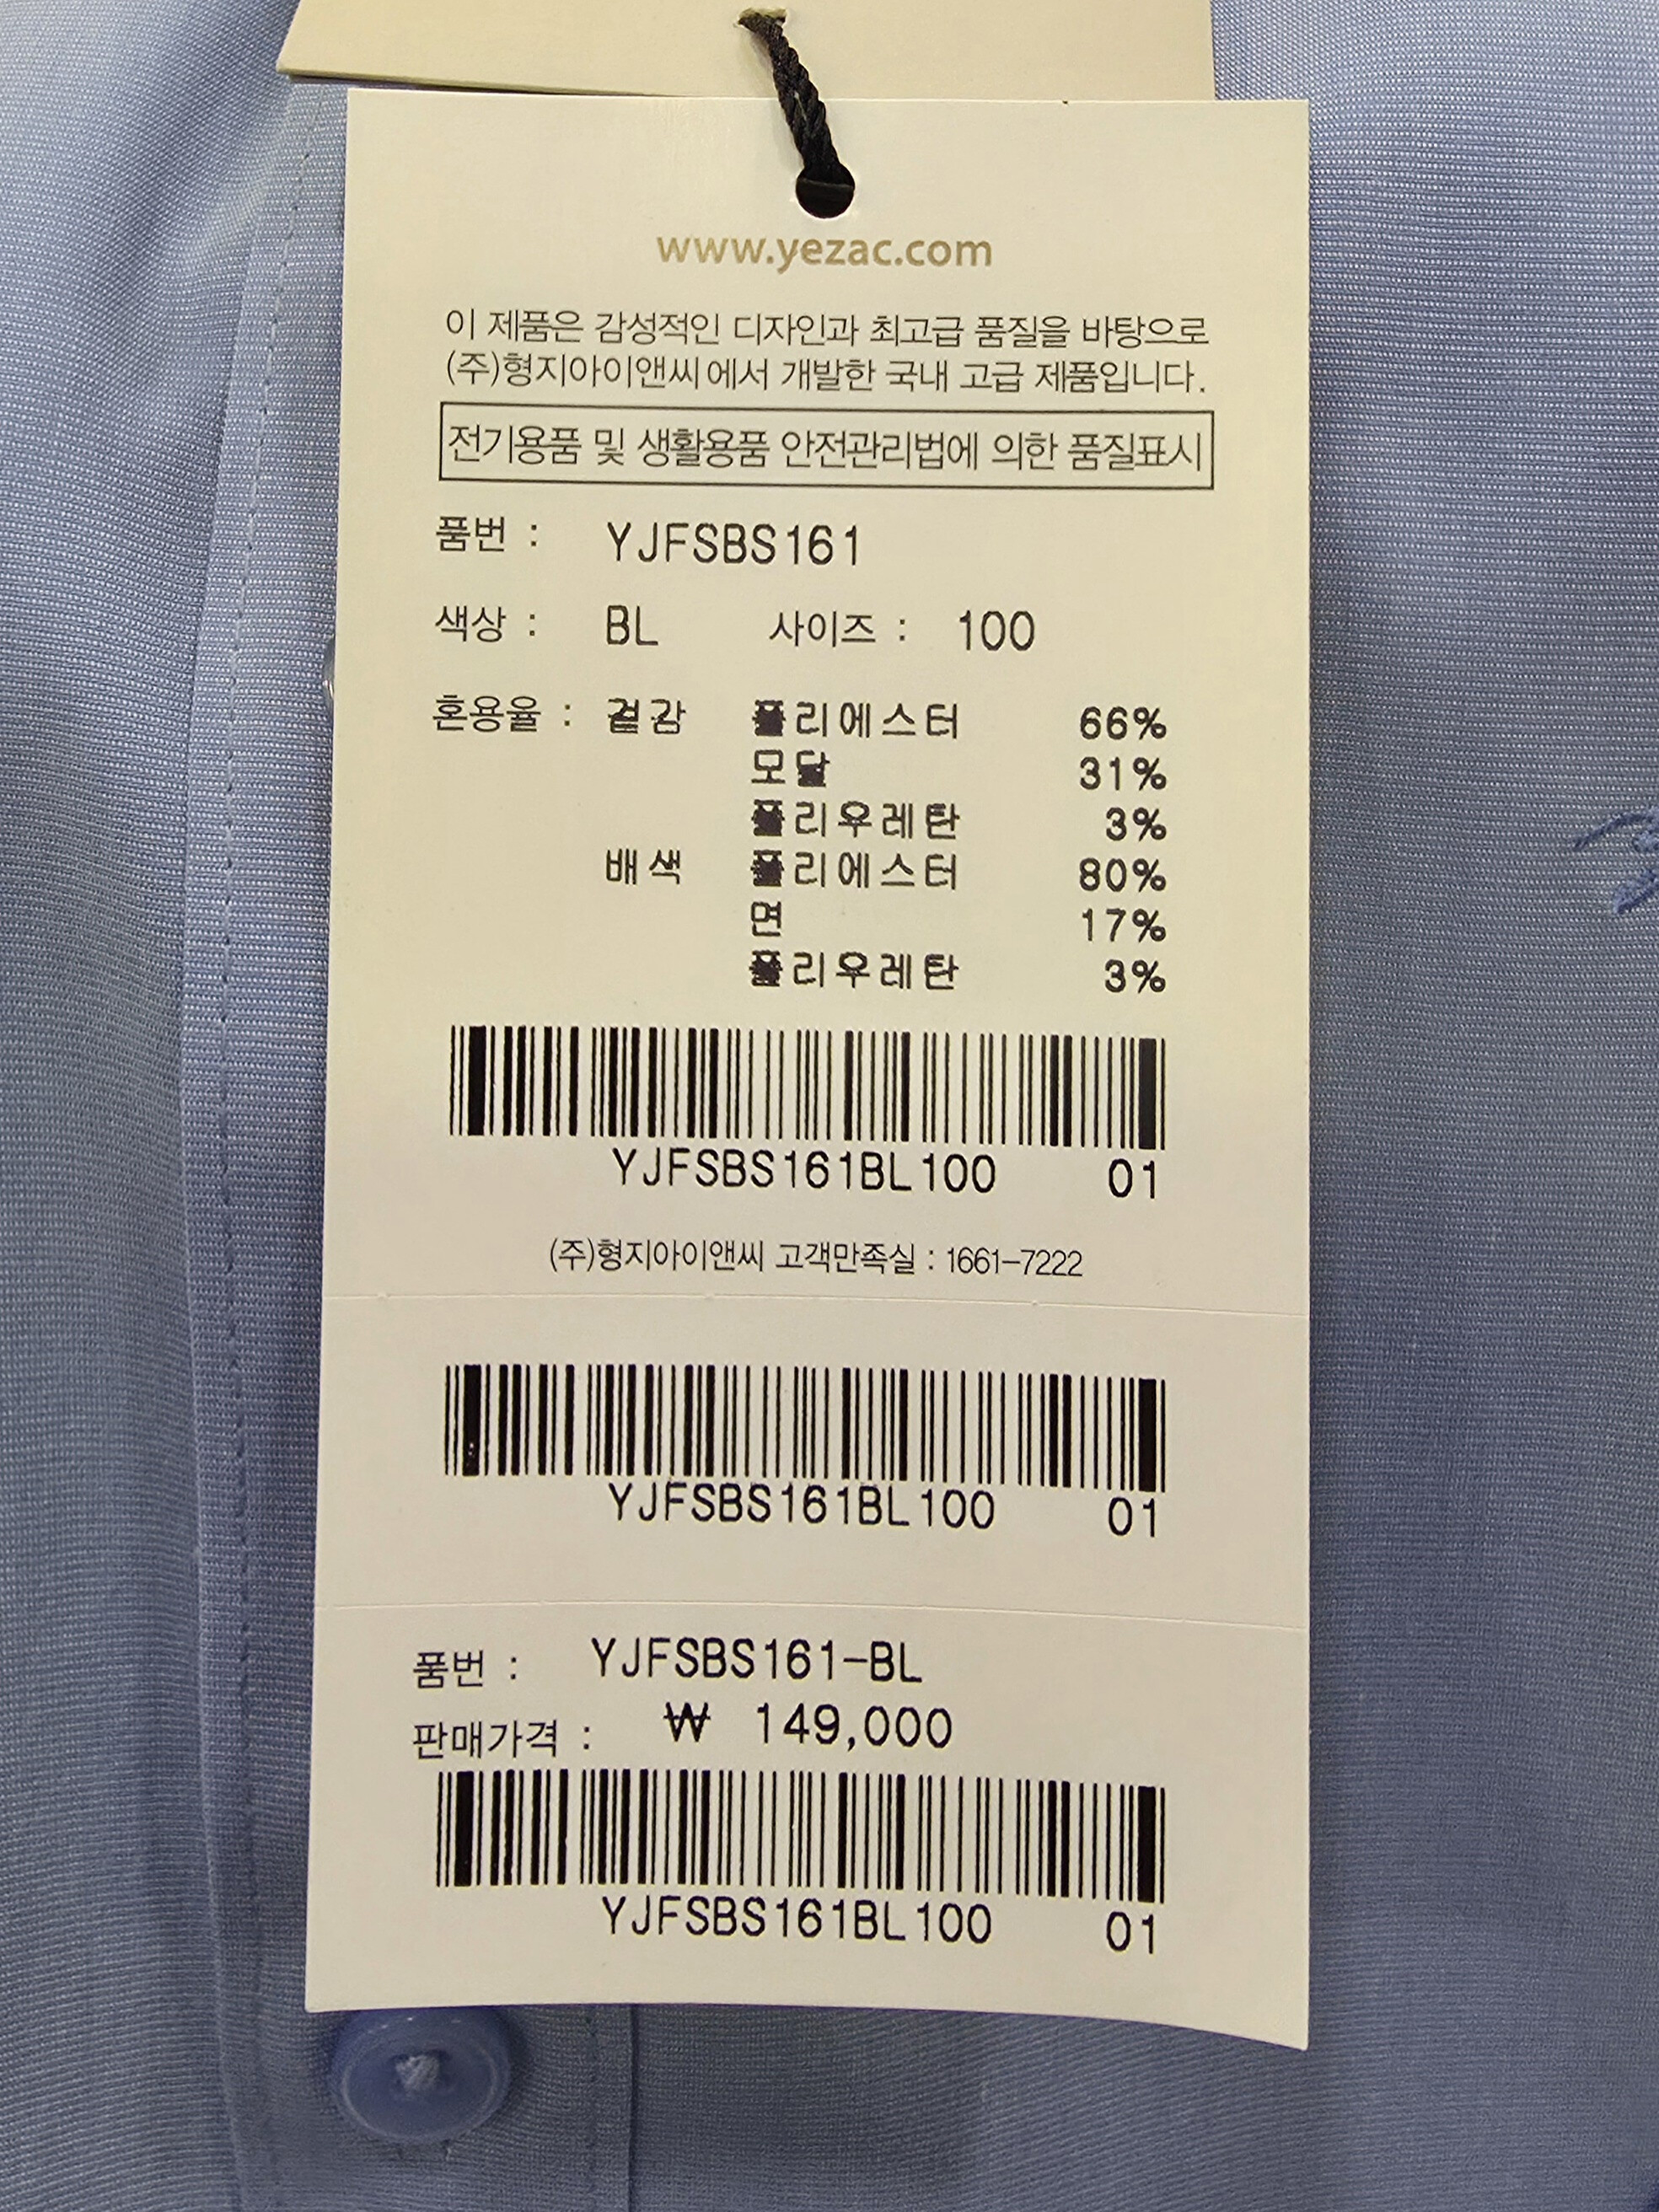 www.yezac.com
이 제품은 감성적인 디자인과 최고급 품질을 바탕으로
(주)형지아이앤씨에서 개발한 국내 고급 제품입니다.
전기용품 및 생활용품 안전관리법에 의한 품질표시
품번 : YJFSBS161
색상 : BL 사이즈 : 100
혼용율 : 겉감 폴리에스터 66%
모달 31%
폴리우레탄 3%
배색 폴리에스터 80%
면 17%
폴리우레탄 3%
YJFSBS161BL100 01
(주)형지아이앤씨 고객만족실 : 1661-7222
YJFSBS161BL100 01
품번 : YJFSBS161-BL
판매가격 : ₩ 149,000
YJFSBS161BL100 01